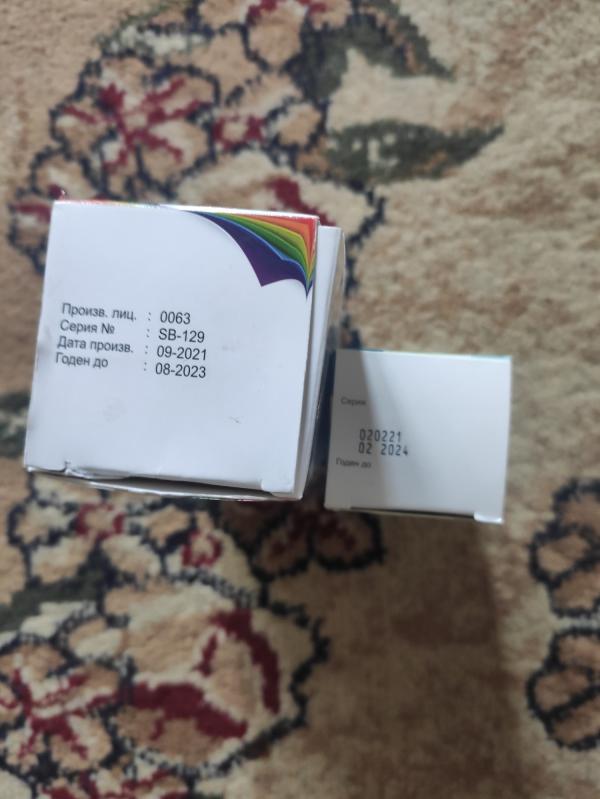 Произв. лиц. : 0063
Серия № : SB-129
Дата произв. : 09-2021
Годен до : 08-2023
Серия
020221
02 2024
Годен до